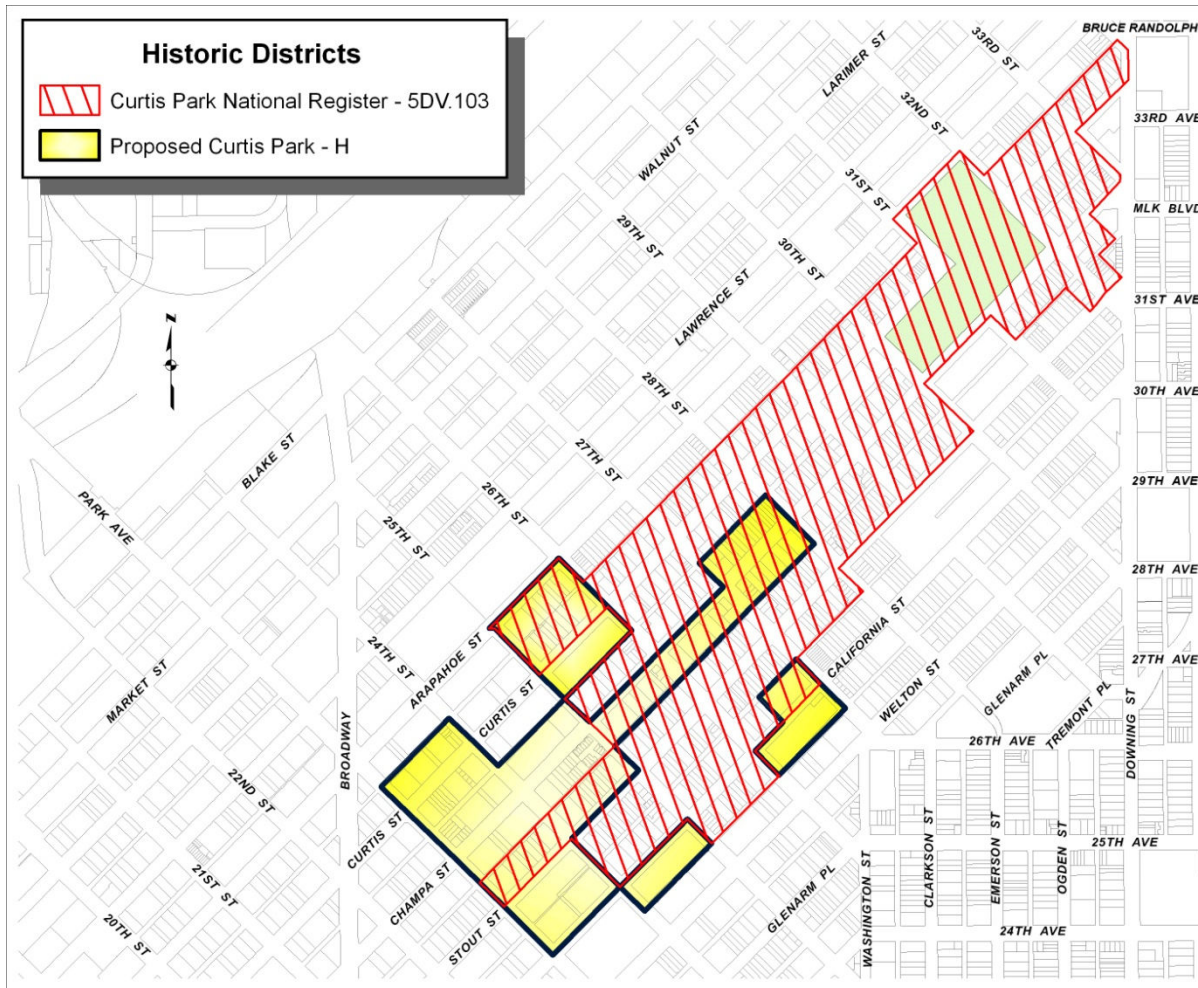 Historic Districts
Curtis Park National Register - 5DV.103
Proposed Curtis Park - H
BRUCE RANDOLPH
33RD ST
LARIMER ST
32ND ST
33RD AVE
WALNUT ST
31ST ST
MLK BLVD
29TH ST
30TH ST
31ST AVE
LAWRENCE ST
Z
28TH ST
30TH AVE
BLAKE ST
27TH ST
29TH AVE
PARK AVE
26TH ST
25TH ST
28TH AVE
CALIFORNIA ST
24TH ST
ARAPAHOE ST
27TH AVE
MARKET ST
CURTIS ST
WELTON ST
GLENARM PL
TREMONT PL
DOWNING ST
BROADWAY
26TH AVE
22ND ST
CURTIS ST
25TH AVE
21ST ST
CHAMPA ST
GLENARM PL
WASHINGTON ST
CLARKSON ST
EMERSON ST
OGDEN ST
20TH ST
STOUT ST
24TH AVE